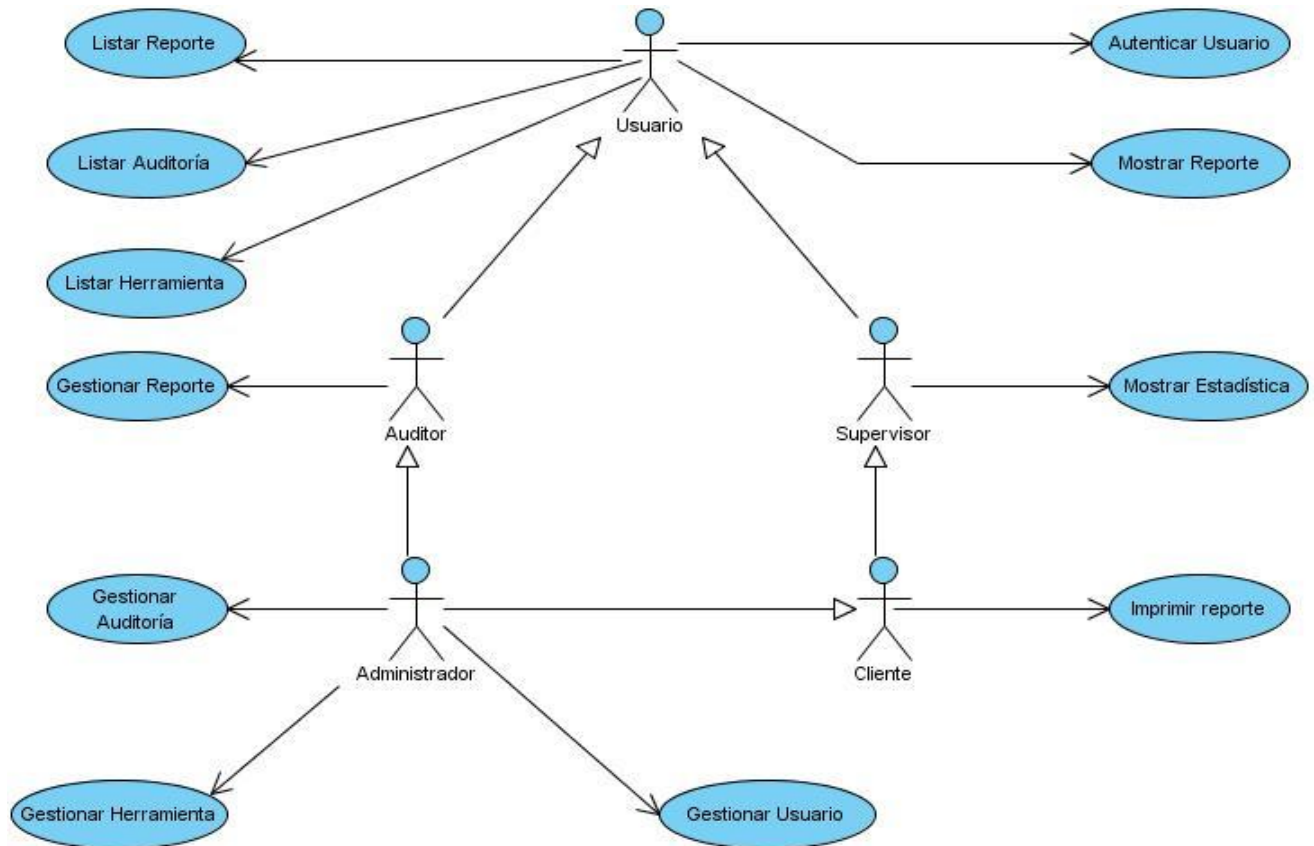 Listar Reporte
Autenticar Usuario
Usuario
Listar Auditoría
Mostrar Reporte
Listar Herramienta
Gestionar Reporte
Mostrar Estadística
Auditor
Supervisor
Gestionar
Auditoría
Imprimir reporte
Administrador
Cliente
Gestionar Herramienta
Gestionar Usuario